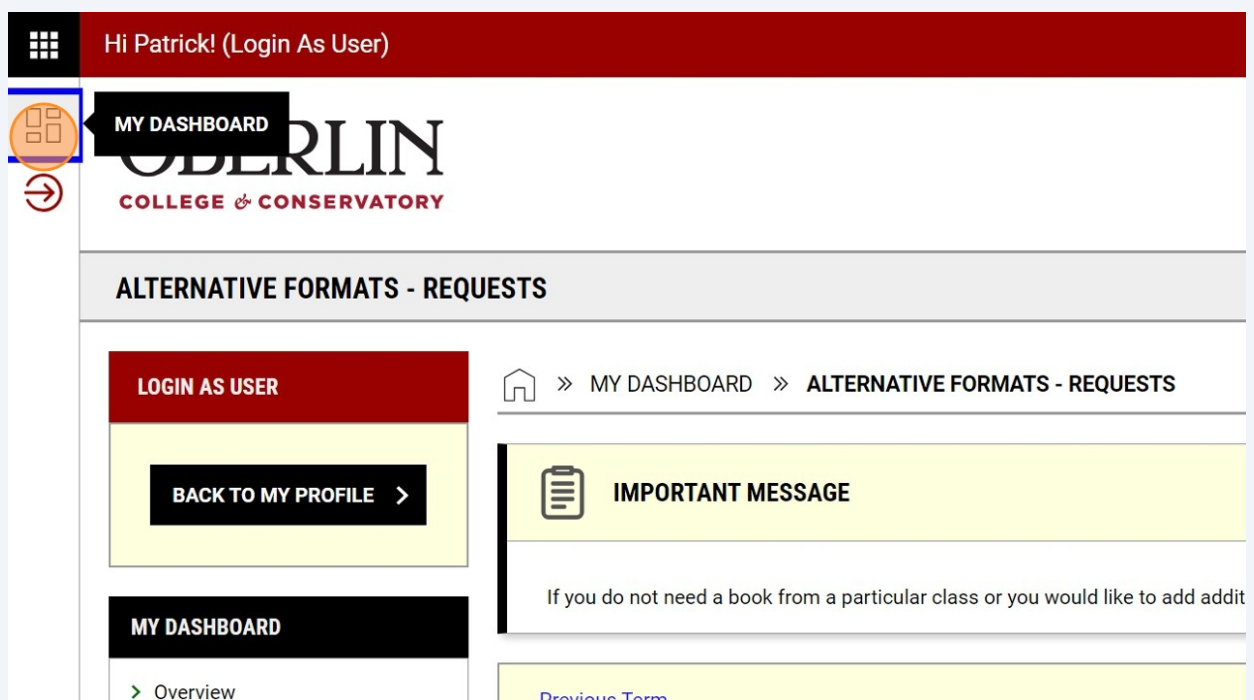 Hi Patrick! (Login As User)
MY DASHBOARD
OBERLIN
COLLEGE & CONSERVATORY
ALTERNATIVE FORMATS - REQUESTS
LOGIN AS USER
MY DASHBOARD » ALTERNATIVE FORMATS - REQUESTS
BACK TO MY PROFILE
IMPORTANT MESSAGE
If you do not need a book from a particular class or you would like to add addit
MY DASHBOARD
Overview
Previous Term